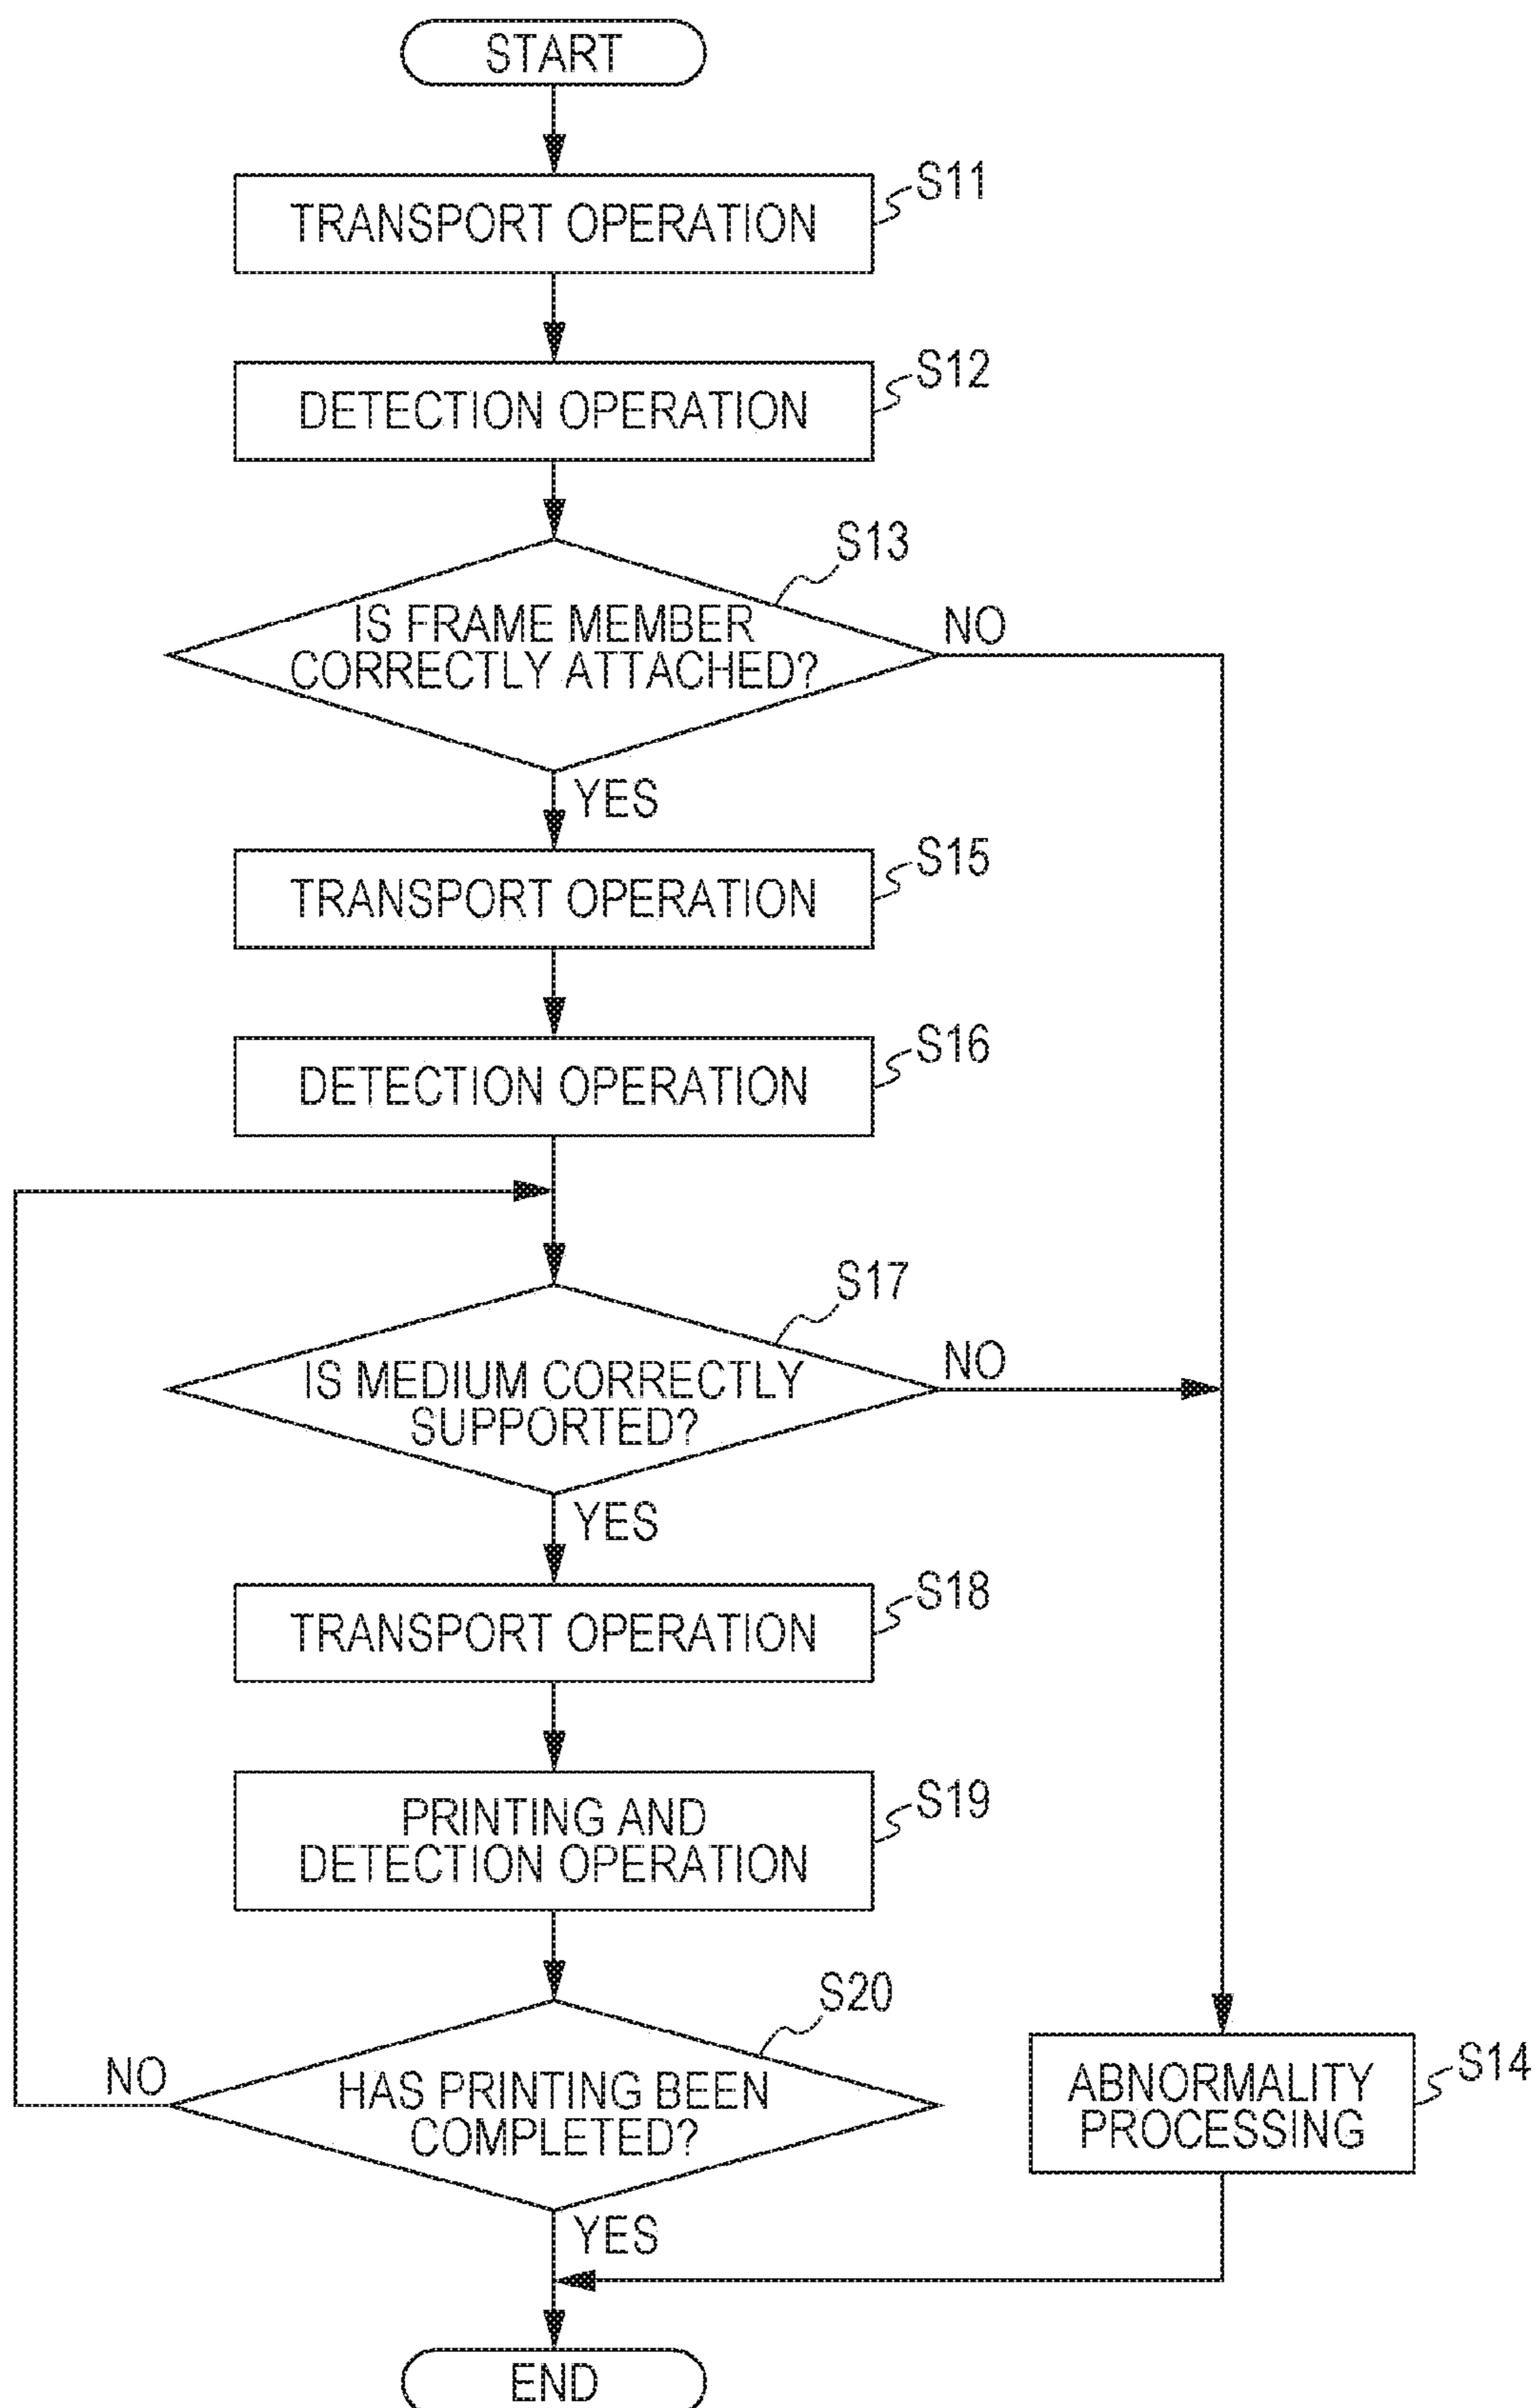 START
TRANSPORT OPERATION
S11
DETECTION OPERATION
S12
S13
IS FRAME MEMBER
CORRECTLY ATTACHED?
NO
YES
TRANSPORT OPERATION
S15
DETECTION OPERATION
S16
S17
IS MEDIUM CORRECTLY
SUPPORTED?
NO
YES
TRANSPORT OPERATION
S18
PRINTING AND
DETECTION OPERATION
S19
S20
HAS PRINTING BEEN
COMPLETED?
NO
YES
ABNORMALITY
PROCESSING
S14
END